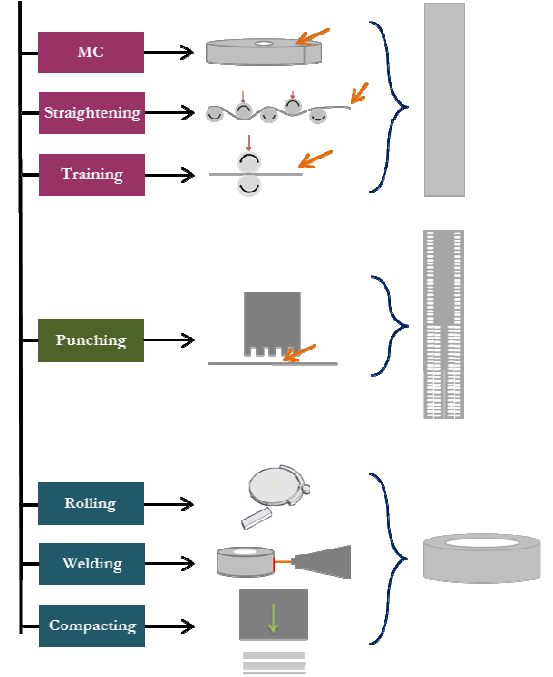 MC
Straightening
Training
Punching
Rolling
Welding
Compacting